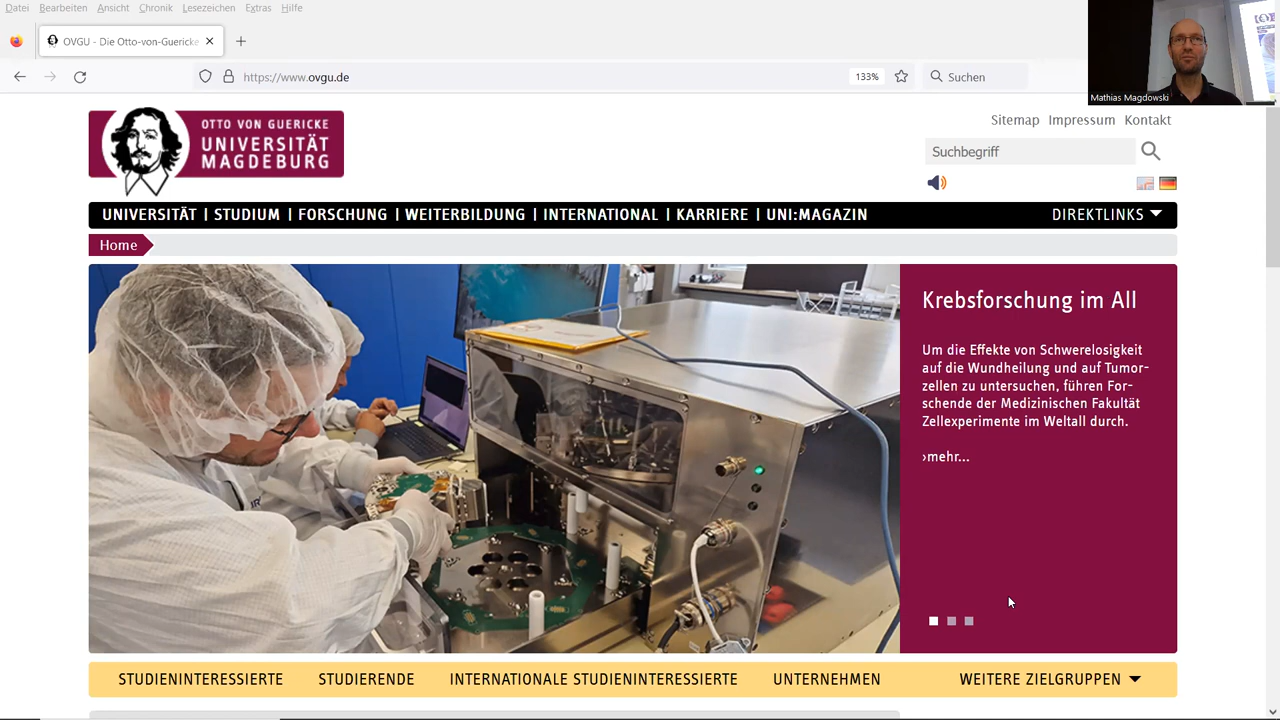 Datei Bearbeiten Ansicht Chronik Lesezeichen Extras Hilfe
OVGU - Die Otto-von-Guericke
https://www.ovgu.de
133%
Suchen
Mathias Magdowski
OTTO VON GUERICKE
UNIVERSITÄT
MAGDEBURG
Sitemap Impressum Kontakt
Suchbegriff
UNIVERSITÄT | STUDIUM | FORSCHUNG | WEITERBILDUNG | INTERNATIONAL | KARRIERE | UNI:MAGAZIN
DIREKTLINKS
Home
Krebsforschung im All
Um die Effekte von Schwerelosigkeit
auf die Wundheilung und auf Tumor-
zellen zu untersuchen, führen For-
schende der Medizinischen Fakultät
Zellexperimente im Weltall durch.
›mehr...
STUDIENINTERESSIERTE STUDIERENDE INTERNATIONALE STUDIENINTERESSIERTE UNTERNEHMEN WEITERE ZIELGRUPPEN